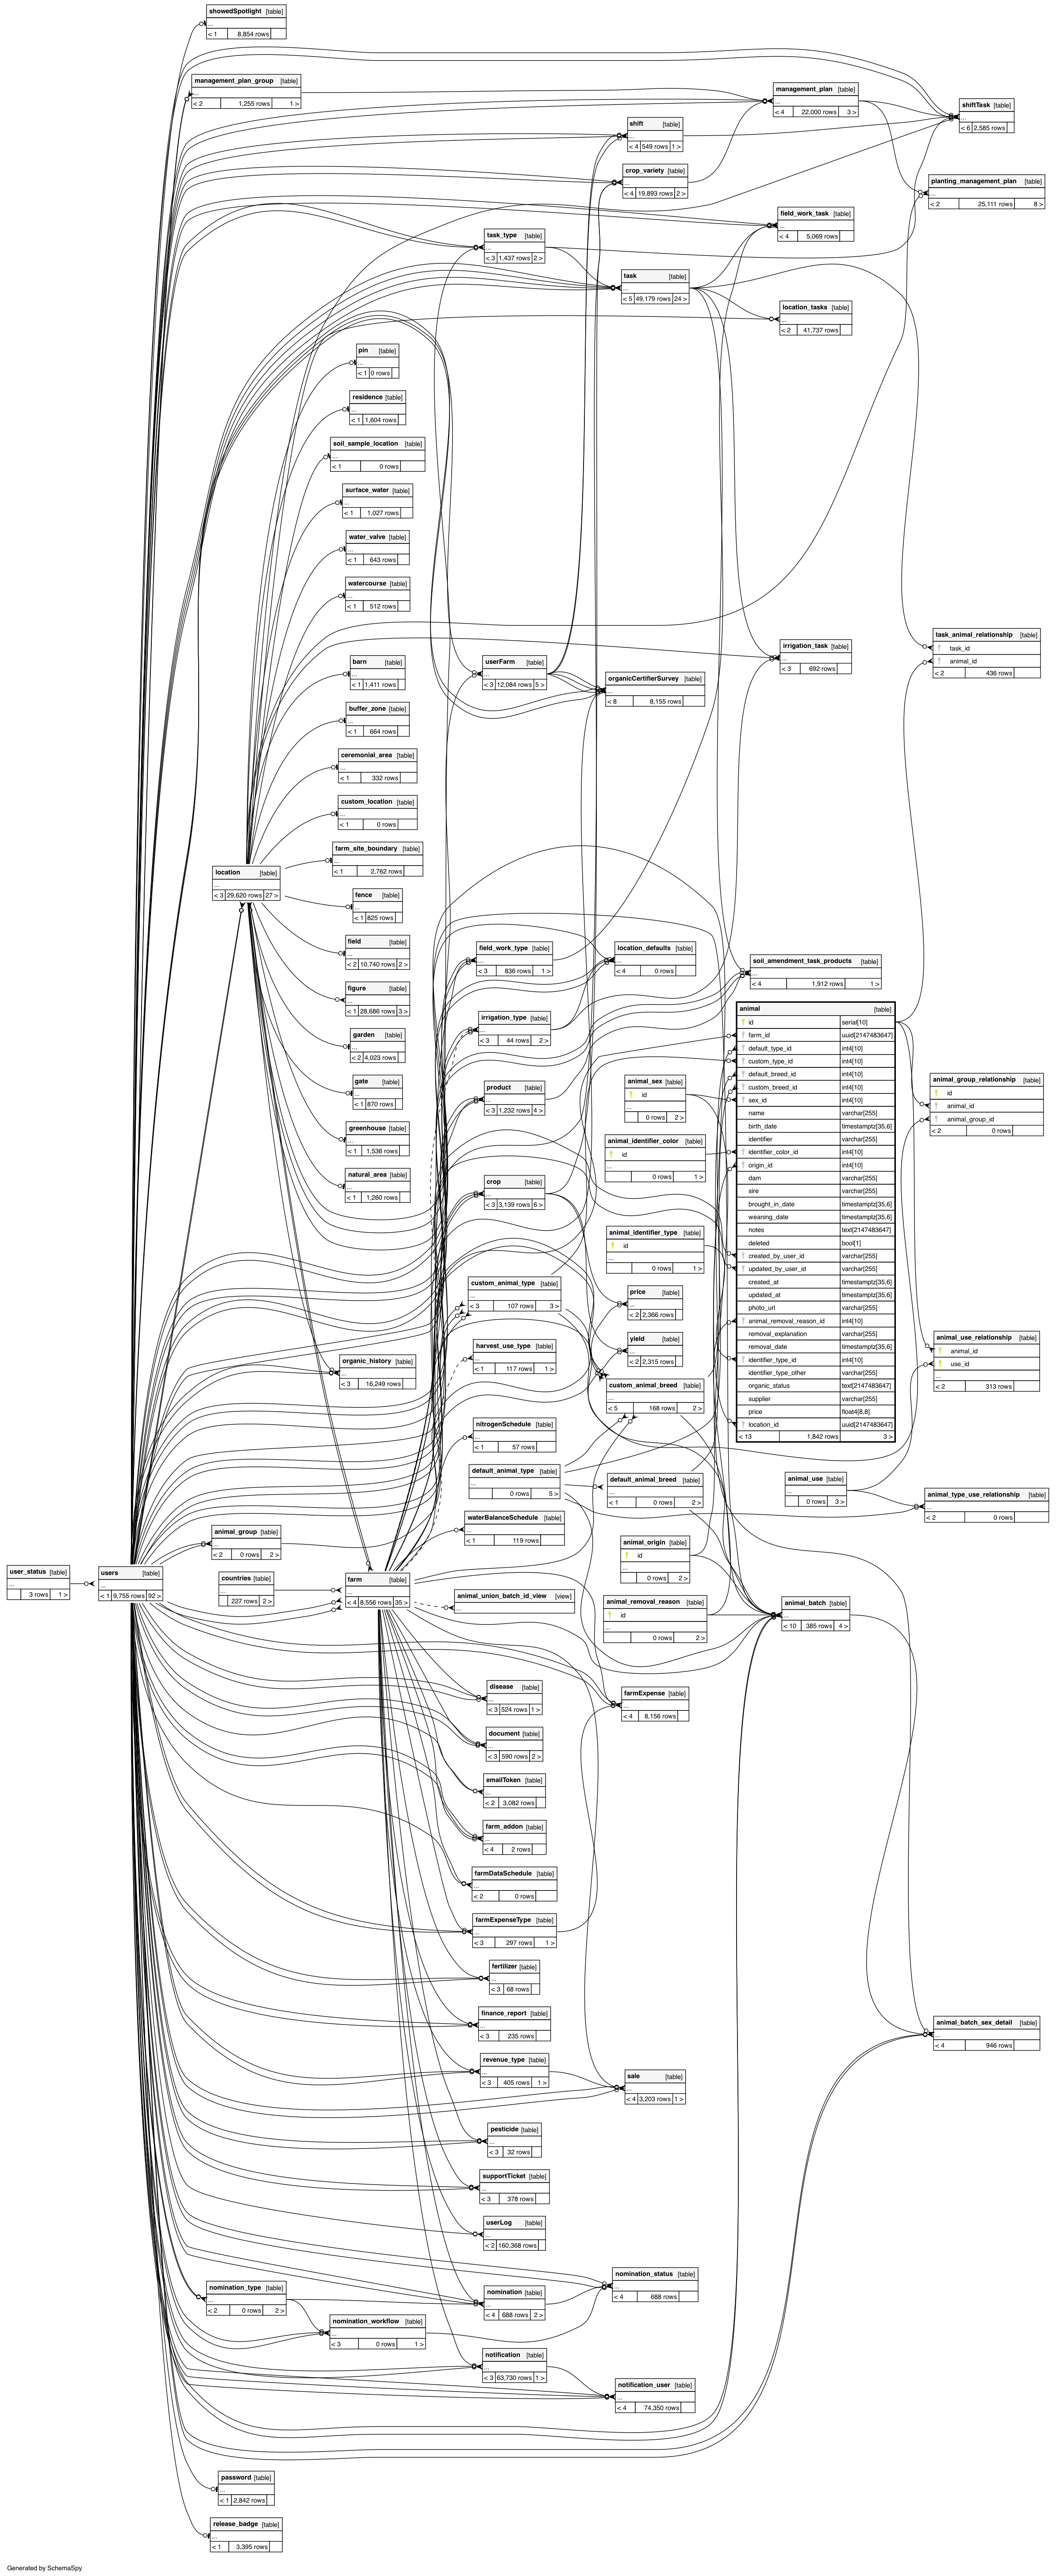 showedSpotlight [table]
...
< 1 8,854 rows
management_plan_group [table]
...
< 2 1,255 rows 1 >
management_plan [table]
...
< 4 22,000 rows 3 >
shiftTask [table]
...
< 6 2,585 rows
shift [table]
...
< 4 549 rows 1 >
crop_variety [table]
...
< 4 19,893 rows 2 >
planting_management_plan [table]
...
< 2 25,111 rows 8 >
field_work_task [table]
...
< 4 5,069 rows
task_type [table]
...
< 3 1,437 rows 2 >
task [table]
...
< 5 49,179 rows 24 >
location_tasks [table]
...
< 2 41,737 rows
pin [table]
...
< 1 0 rows
residence [table]
...
< 1 1,604 rows
soil_sample_location [table]
...
< 1 0 rows
surface_water [table]
...
< 1 1,027 rows
water_valve [table]
...
< 1 643 rows
watercourse [table]
...
< 1 512 rows
task_animal_relationship [table]
task_id
animal_id
< 2 436 rows
irrigation_task [table]
...
< 3 692 rows
barn [table]
...
< 1 1,411 rows
userFarm [table]
...
< 3 12,084 rows 5 >
organicCertifierSurvey [table]
...
< 8 8,155 rows
buffer_zone [table]
...
< 1 664 rows
ceremonial_area [table]
...
< 1 332 rows
custom_location [table]
...
< 1 0 rows
farm_site_boundary [table]
...
< 1 2,762 rows
location [table]
...
< 3 29,620 rows 27 >
fence [table]
...
< 1 825 rows
field [table]
...
< 2 10,740 rows 2 >
field_work_type [table]
...
< 3 836 rows 1 >
location_defaults [table]
...
< 4 0 rows
soil_amendment_task_products [table]
...
< 4 1,912 rows 1 >
figure [table]
...
< 1 28,686 rows 3 >
irrigation_type [table]
...
< 3 44 rows 2 >
garden [table]
...
< 2 4,023 rows
gate [table]
...
< 1 870 rows
product [table]
...
< 3 1,232 rows 4 >
greenhouse [table]
...
< 1 1,536 rows
natural_area [table]
...
< 1 1,260 rows
crop [table]
...
< 3 3,139 rows 6 >
animal_sex [table]
id
...
0 rows 2 >
animal_identifier_color [table]
id
...
0 rows 1 >
animal_identifier_type [table]
id
...
0 rows 1 >
animal [table]
id serial[10]
farm_id uuid[2147483647]
default_type_id int4[10]
custom_type_id int4[10]
default_breed_id int4[10]
custom_breed_id int4[10]
sex_id int4[10]
name varchar[255]
birth_date timestamptz[35,6]
identifier varchar[255]
identifier_color_id int4[10]
origin_id int4[10]
dam varchar[255]
sire varchar[255]
brought_in_date timestamptz[35,6]
weaning_date timestamptz[35,6]
notes text[2147483647]
deleted bool[1]
created_by_user_id varchar[255]
updated_by_user_id varchar[255]
created_at timestamptz[35,6]
updated_at timestamptz[35,6]
photo_url varchar[255]
animal_removal_reason_id int4[10]
removal_explanation varchar[255]
removal_date timestamptz[35,6]
identifier_type_id int4[10]
identifier_type_other varchar[255]
organic_status text[2147483647]
supplier varchar[255]
price float4[8,8]
location_id uuid[2147483647]
< 13 1,842 rows 3 >
animal_group_relationship [table]
id
animal_id
animal_group_id
< 2 0 rows
animal_use_relationship [table]
animal_id
use_id
...
< 2 313 rows
custom_animal_type [table]
...
< 3 107 rows 3 >
price [table]
...
< 2 2,366 rows
yield [table]
...
< 2 2,315 rows
organic_history [table]
...
< 3 16,249 rows
harvest_use_type [table]
...
< 1 117 rows 1 >
custom_animal_breed [table]
...
< 5 168 rows 2 >
nitrogenSchedule [table]
...
< 1 57 rows
default_animal_type [table]
...
0 rows 5 >
default_animal_breed [table]
...
< 1 0 rows 2 >
animal_use [table]
...
0 rows 3 >
animal_type_use_relationship [table]
...
< 2 0 rows
waterBalanceSchedule [table]
...
< 1 119 rows
animal_group [table]
...
< 2 0 rows 2 >
animal_origin [table]
id
...
0 rows 2 >
user_status [table]
...
3 rows 1 >
users [table]
...
< 1 9,755 rows 92 >
countries [table]
...
227 rows 2 >
farm [table]
...
< 4 8,556 rows 35 >
animal_union_batch_id_view [view]
...
animal_removal_reason [table]
id
...
0 rows 2 >
animal_batch [table]
...
< 10 385 rows 4 >
disease [table]
...
< 3 524 rows 1 >
farmExpense [table]
...
< 4 8,156 rows
document [table]
...
< 3 590 rows 2 >
emailToken [table]
...
< 2 3,082 rows
farm_addon [table]
...
< 4 2 rows
farmDataSchedule [table]
...
< 2 0 rows
farmExpenseType [table]
...
< 3 297 rows 1 >
fertilizer [table]
...
< 3 68 rows
finance_report [table]
...
< 3 235 rows
animal_batch_sex_detail [table]
...
< 4 946 rows
revenue_type [table]
...
< 3 405 rows 1 >
sale [table]
...
< 4 3,203 rows 1 >
pesticide [table]
...
< 3 32 rows
supportTicket [table]
...
< 3 378 rows
userLog [table]
...
< 2 160,368 rows
nomination_status [table]
...
< 4 688 rows
nomination_type [table]
...
< 2 0 rows 2 >
nomination [table]
...
< 4 688 rows 2 >
nomination_workflow [table]
...
< 3 0 rows 1 >
notification [table]
...
< 3 63,730 rows 1 >
notification_user [table]
...
< 4 74,350 rows
password [table]
...
< 1 2,842 rows
release_badge [table]
...
< 1 3,395 rows
Generated by SchemaSpy